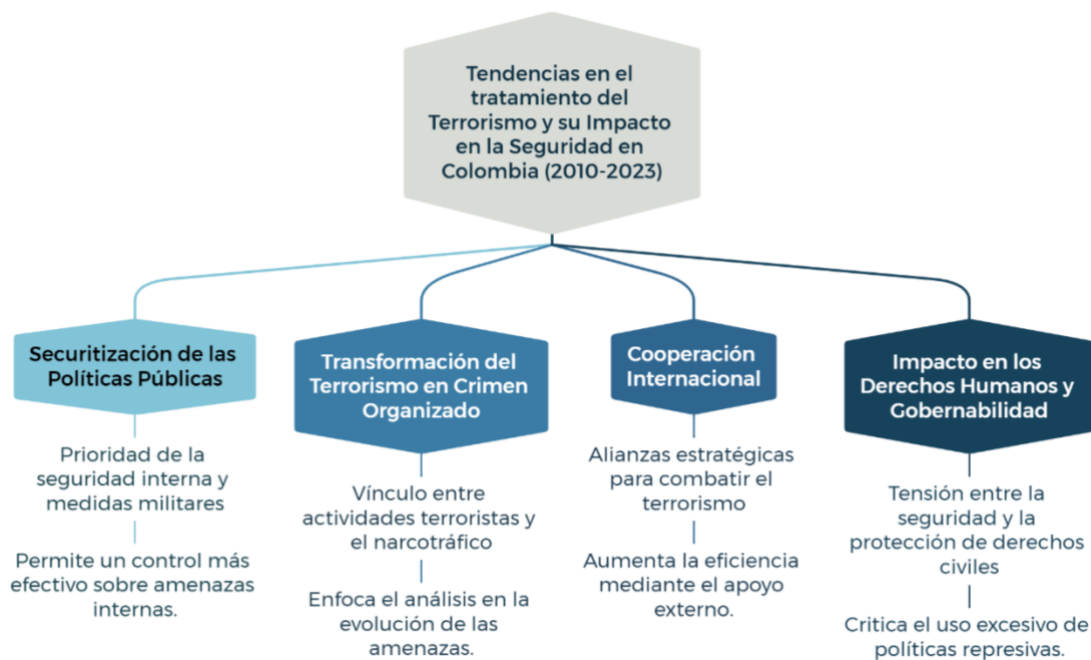 Tendencias en el
tratamiento del
Terrorismo y su Impacto
en la Seguridad en
Colombia (2010-2023)
Securitización de las
Políticas Públicas
Prioridad de la
seguridad interna y
medidas militares
Permite un control más
efectivo sobre amenazas
internas.
Transformación del
Terrorismo en Crimen
Organizado
Vínculo entre
actividades terroristas y
el narcotráfico
Enfoca el análisis en la
evolución de las
amenazas.
Cooperación
Internacional
Alianzas estratégicas
para combatir el
terrorismo
Aumenta la eficiencia
mediante el apoyo
externo.
Impacto en los
Derechos Humanos y
Gobernabilidad
Tensión entre la
seguridad y la
protección de derechos
civiles
Critica el uso excesivo de
políticas represivas.